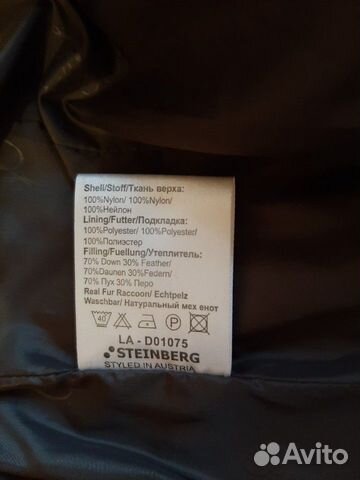 Shell/Stoff/Ткань верха:
100%Nylon/ 100%Nylon/
100%Нейлон
Lining/Futter/Подкладка:
100%Polyester/ 100%Polyester/
100%Полиэстер
Filling/Fuellung/Утеплитель:
70% Down 30% Feather/
70%Daunen 30%Federn/
70% Пух 30% Перо
Real Fur Raccoon/ Echtpelz
Waschbar/ Натуральный мех енот
40 P
LA - D01075
STEINBERG
STYLED IN AUSTRIA
Avito